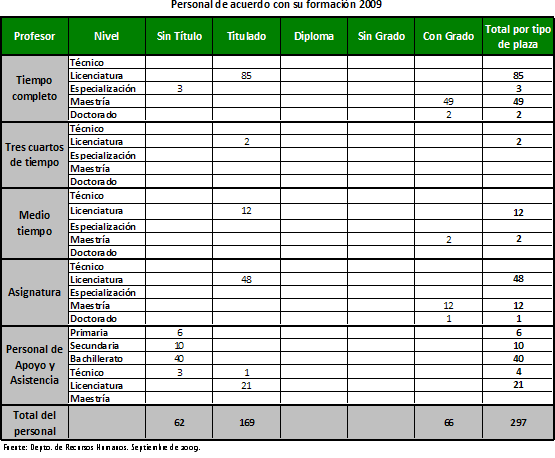 Personal de acuerdo con su formación 2009
Profesor Nivel Sin Título Titulado Diploma Sin Grado Con Grado Total por tipo de plaza
Tiempo completo
Técnico
Licenciatura 85 85
Especialización 3 3
Maestría 49 49
Doctorado 2 2
Tres cuartos de tiempo
Técnico
Licenciatura 2 2
Especialización
Maestría
Doctorado
Medio tiempo
Técnico
Licenciatura 12 12
Especialización
Maestría 2 2
Doctorado
Asignatura
Técnico
Licenciatura 48 48
Especialización
Maestría 12 12
Doctorado 1 1
Personal de Apoyo y Asistencia
Primaria 6 6
Secundaria 10 10
Bachillerato 40 40
Técnico 3 1 4
Licenciatura 21 21
Maestría
Total del personal 62 169 66 297
Fuente: Depto. de Recursos Humanos. Septiembre de 2009.